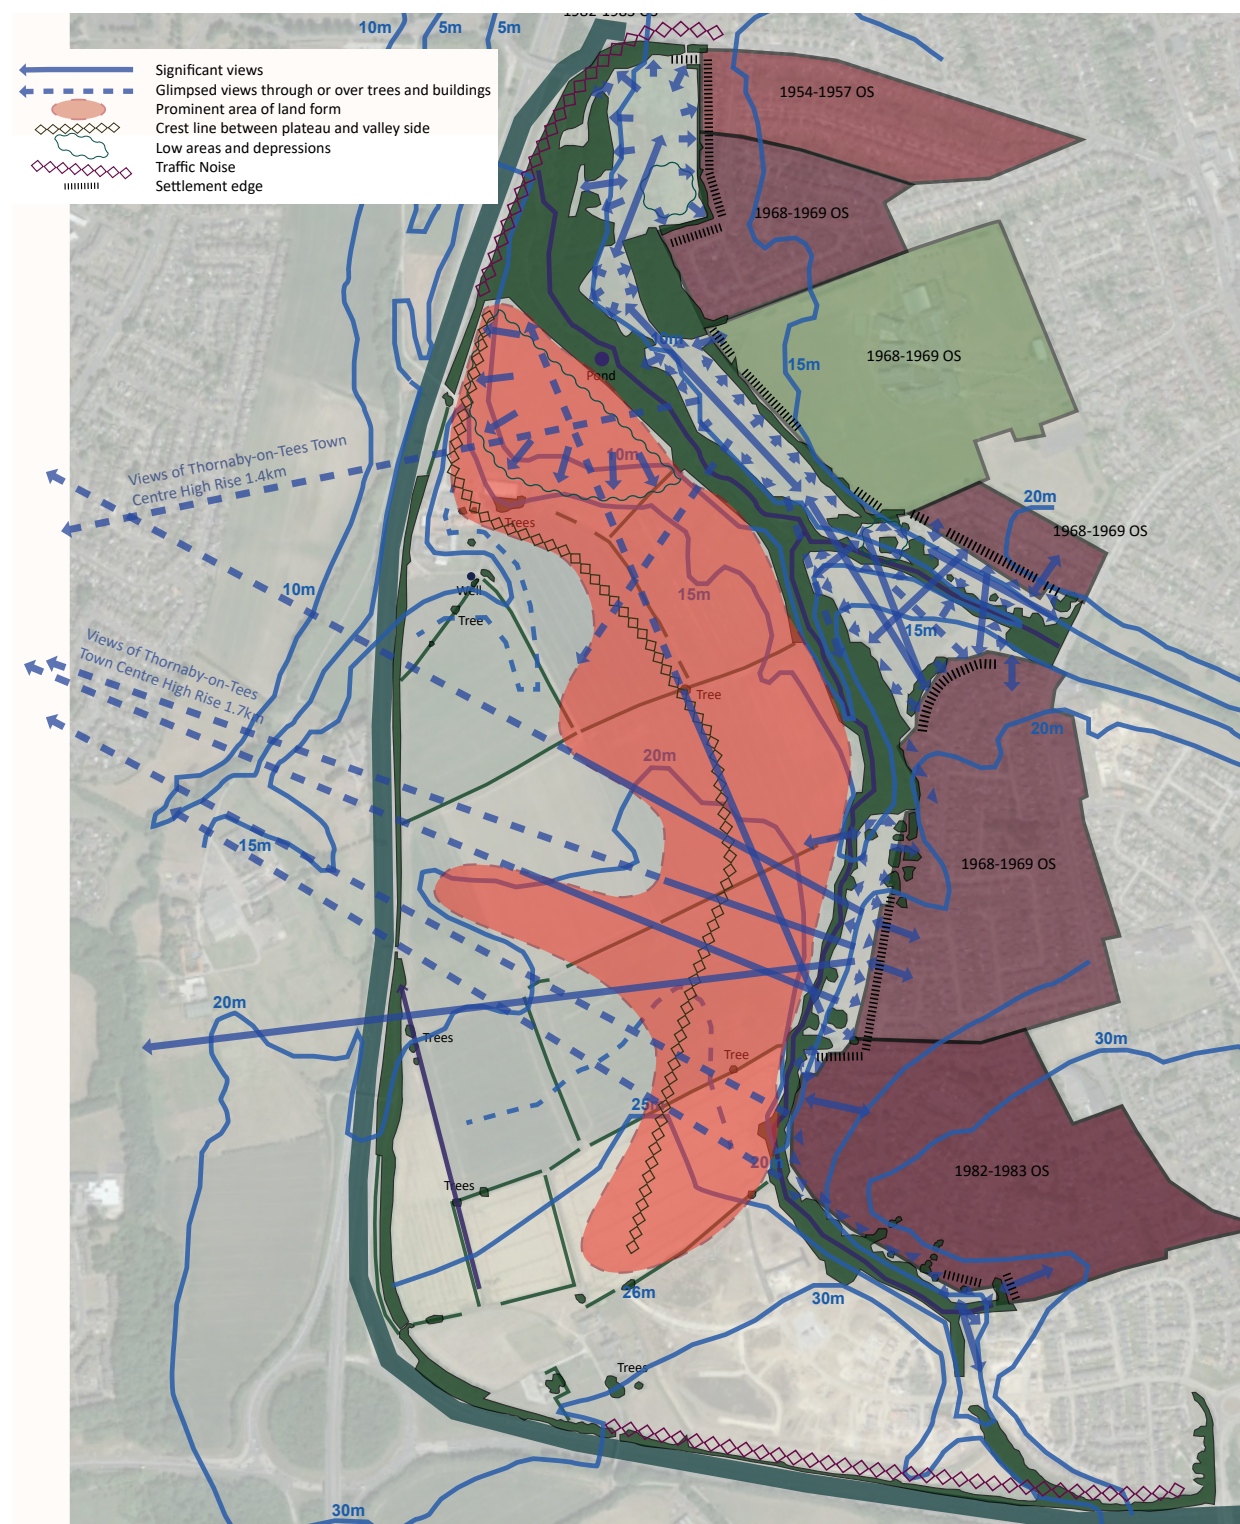 1982-1983 OS
10m
5m
5m
Significant views
Glimpsed views through or over trees and buildings
Prominent area of land form
Crest line between plateau and valley side
Low areas and depressions
Traffic Noise
Settlement edge
1954-1957 OS
1968-1969 OS
10m
Pond
15m
1968-1969 OS
Views of Thornaby-on-Tees Town
Centre High Rise 1.4km
10m
Trees
20m
1968-1969 OS
10m
Well
Tree
15m
15m
Views of Thornaby-on-Tees
Town Centre High Rise 1.7km
Tree
20m
20m
15m
1968-1969 OS
20m
Trees
Tree
30m
25m
20m
1982-1983 OS
Trees
26m
30m
Trees
30m